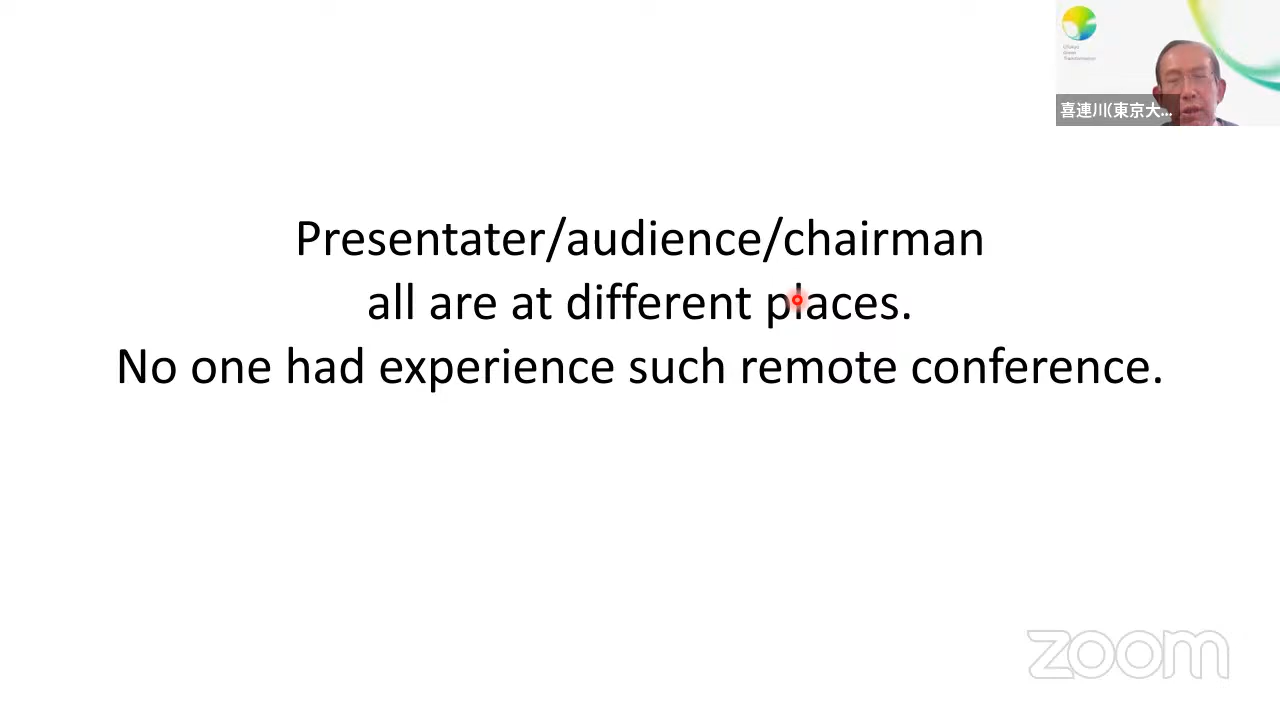 喜連川(東京大...
Presentater/audience/chairman
all are at different places.
No one had experience such remote conference.
zoom